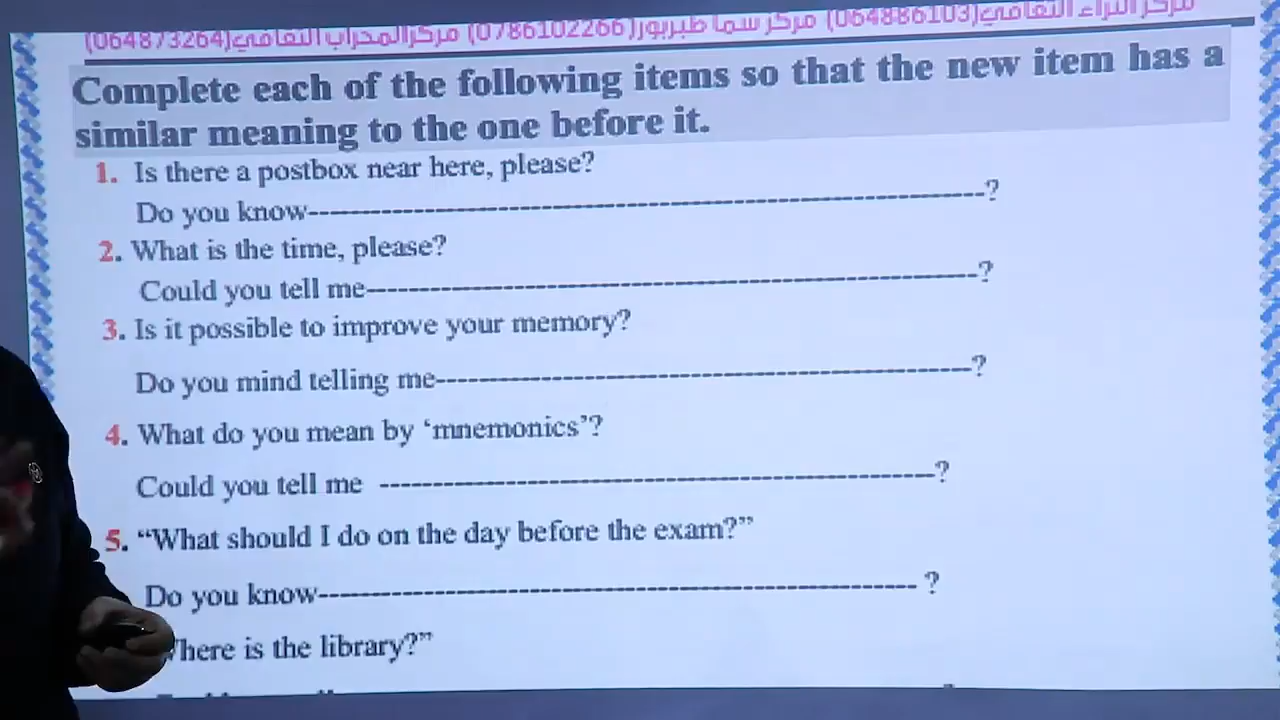 مركز سما طبربور(0786102266) مركز المحراب الثقافي(064873264)
Complete each of the following items so that the new item has a
similar meaning to the one before it.
1. Is there a postbox near here, please?
Do you know------------------------------------------------?
2. What is the time, please?
Could you tell me------------------------------------------------?
3. Is it possible to improve your memory?
Do you mind telling me------------------------------------------------?
4. What do you mean by ‘mnemonics’?
Could you tell me ------------------------------------------------?
5. “What should I do on the day before the exam?”
Do you know------------------------------------------------ ?
is the library?”